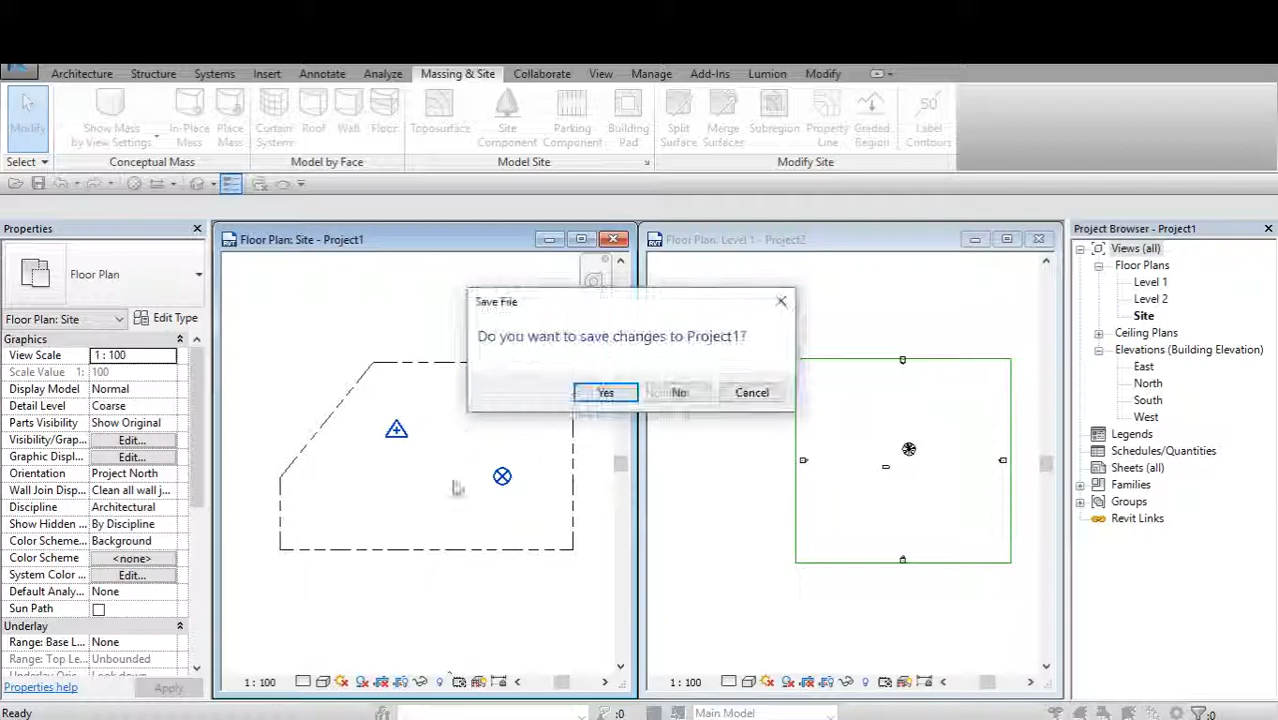 Architecture Structure Systems Insert Annotate Analyze Massing & Site Collaborate View Manage Add-Ins Lumion Modify
Modify
Show Mass
by View Settings
In-Place
Mass
Place
Mass
Curtain
System
Roof
Wall
Floor
Toposurface
Site
Component
Parking
Component
Building
Pad
Split
Surface
Merge
Surfaces
Subregion
Property
Line
Graded
Region
50
Label
Contours
Select
Conceptual Mass
Model by Face
Model Site
Modify Site
Properties
Floor Plan
Floor Plan: Site
Edit Type
Graphics
View Scale 1 : 100
Scale Value 1: 100
Display Model Normal
Detail Level Coarse
Parts Visibility Show Original
Visibility/Grap... Edit...
Graphic Displ... Edit...
Orientation Project North
Wall Join Disp... Clean all wall j...
Discipline Architectural
Show Hidden ... By Discipline
Color Scheme... Background
Color Scheme <none>
System Color ... Edit...
Default Analy... None
Sun Path
Underlay
Range: Base L... None
Range: Top Le... Unbounded
Properties help
Apply
Floor Plan: Site - Project1
1 : 100
Floor Plan: Level 1 - Project2
1 : 100
Save File
Do you want to save changes to Project1?
Yes
No
Cancel
Project Browser - Project1
Views (all)
Floor Plans
Level 1
Level 2
Site
Ceiling Plans
Elevations (Building Elevation)
East
North
South
West
Legends
Schedules/Quantities
Sheets (all)
Families
Groups
Revit Links
Ready
:0
Main Model
:0